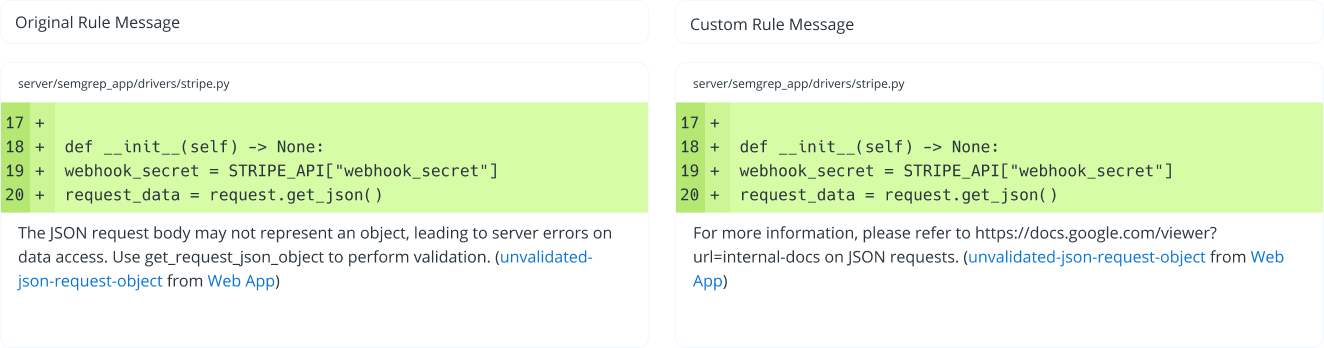 Original Rule Message
server/semgrep_app/drivers/stripe.py
17 +
18 + def __init__(self) -> None:
19 + webhook_secret = STRIPE_API["webhook_secret"]
20 + request_data = request.get_json()
The JSON request body may not represent an object, leading to server errors on
data access. Use get_request_json_object to perform validation. (unvalidated-
json-request-object from Web App)
Custom Rule Message
server/semgrep_app/drivers/stripe.py
17 +
18 + def __init__(self) -> None:
19 + webhook_secret = STRIPE_API["webhook_secret"]
20 + request_data = request.get_json()
For more information, please refer to https://docs.google.com/viewer?
url=internal-docs on JSON requests. (unvalidated-json-request-object from Web
App)